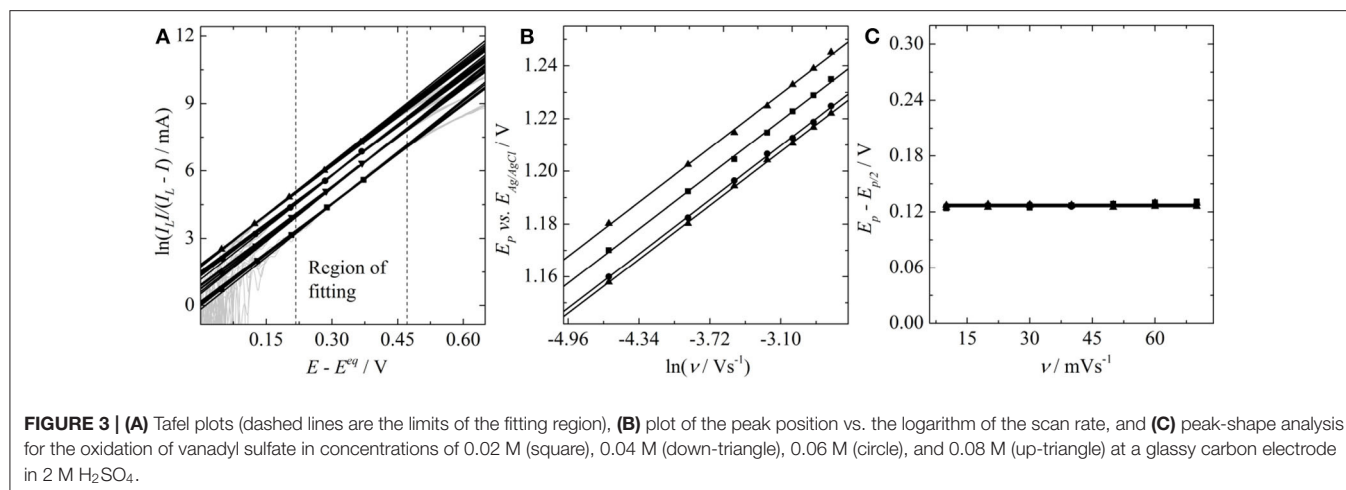 A
ln(I_L I/(I_L - I) / mA)
12
9
6
3
0
Region of
fitting
0.15 0.30 0.45 0.60
E - E^eq / V
B
E_P vs. E_Ag/AgCl / V
1.24
1.22
1.20
1.18
1.16
-4.96 -4.34 -3.72 -3.10
ln(ν / Vs⁻¹)
C
E_p - E_p/2 / V
0.30
0.24
0.18
0.12
0.06
0.00
15 30 45 60
ν / mVs⁻¹
FIGURE 3 | (A) Tafel plots (dashed lines are the limits of the fitting region), (B) plot of the peak position vs. the logarithm of the scan rate, and (C) peak-shape analysis
for the oxidation of vanadyl sulfate in concentrations of 0.02 M (square), 0.04 M (down-triangle), 0.06 M (circle), and 0.08 M (up-triangle) at a glassy carbon electrode
in 2 M H₂SO₄.